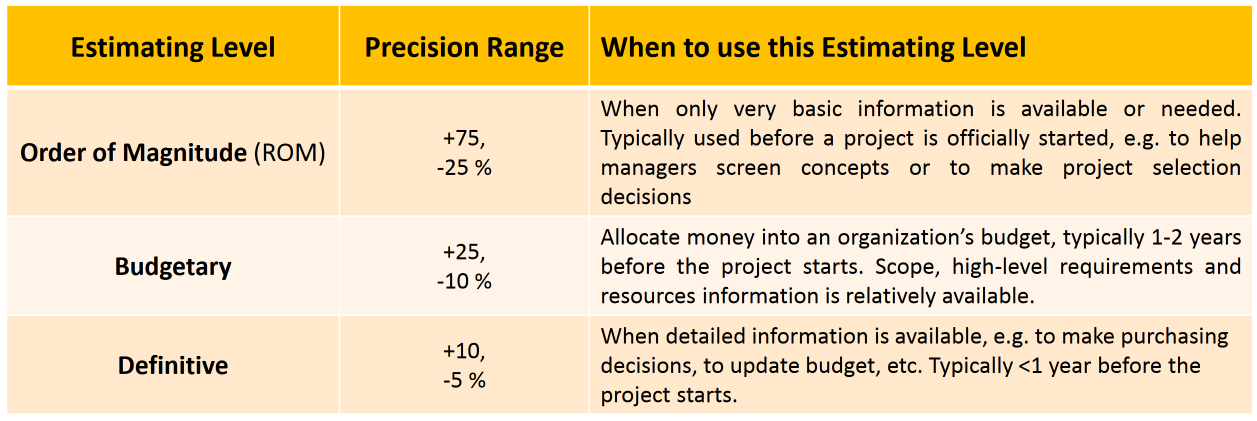 Estimating Level
Precision Range
When to use this Estimating Level
Order of Magnitude (ROM)
+75,
-25 %
When only very basic information is available or needed.
Typically used before a project is officially started, e.g. to help
managers screen concepts or to make project selection
decisions
Budgetary
+25,
-10 %
Allocate money into an organization’s budget, typically 1-2 years
before the project starts. Scope, high-level requirements and
resources information is relatively available.
Definitive
+10,
-5 %
When detailed information is available, e.g. to make purchasing
decisions, to update budget, etc. Typically <1 year before the
project starts.